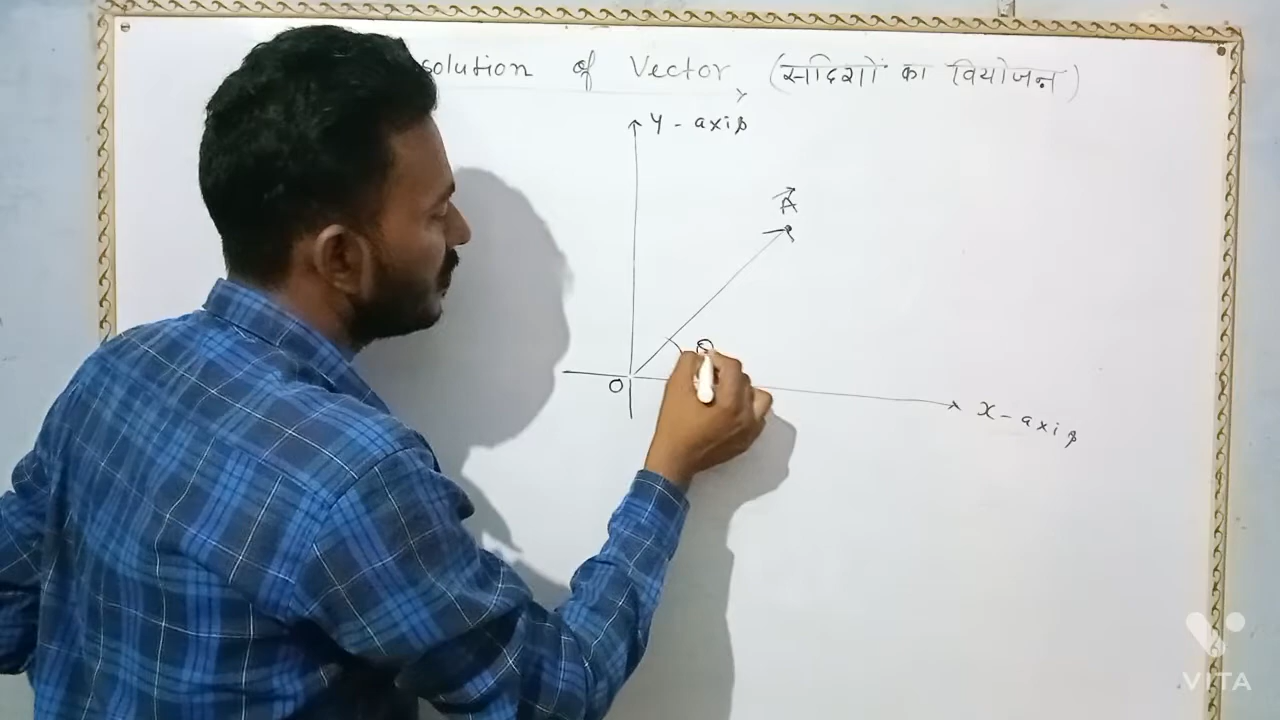 solution of Vector (सदिशों का वियोजन)
Y - axis
A
θ
O
X - axis
VITA